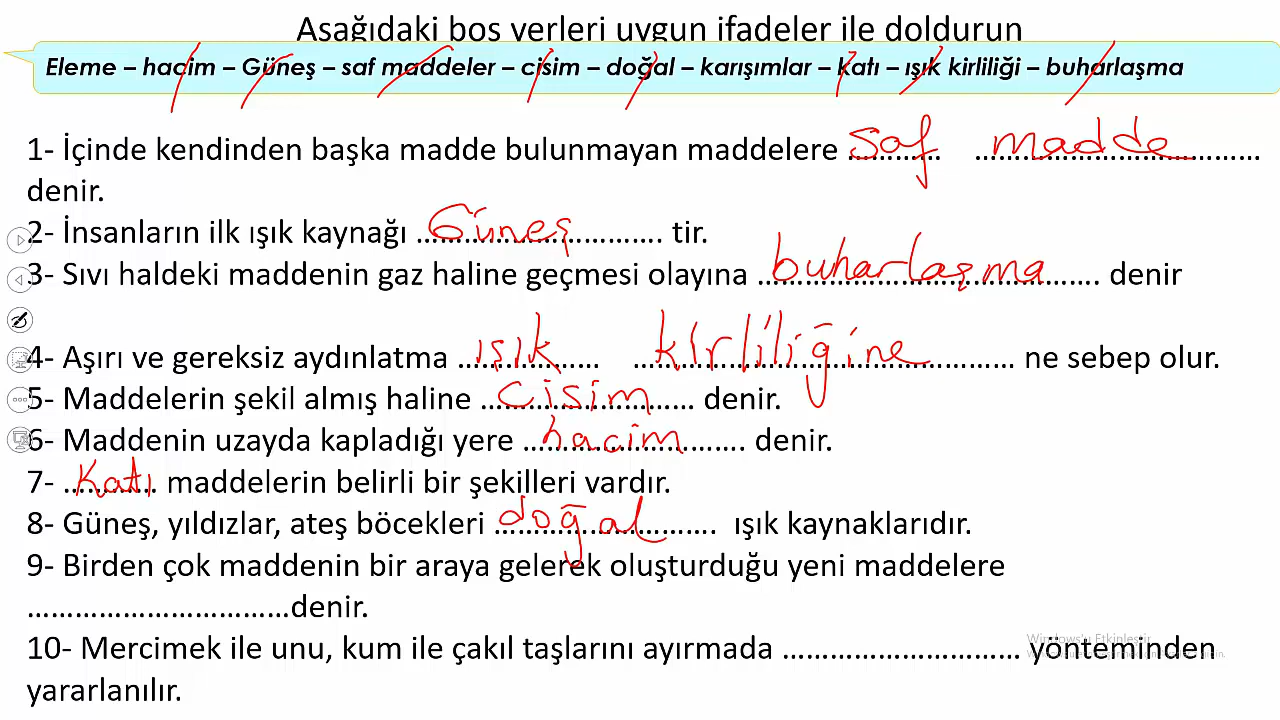 Aşağıdaki boş yerleri uygun ifadeler ile doldurun
Eleme – hacim – Güneş – saf maddeler – cisim – doğal – karışımlar – katı – ışık kirliliği – buharlaşma
1- İçinde kendinden başka madde bulunmayan maddelere saf madde
denir.
2- İnsanların ilk ışık kaynağı Güneş tir.
3- Sıvı haldeki maddenin gaz haline geçmesi olayına buharlaşma denir
4- Aşırı ve gereksiz aydınlatma ışık kirliliğine ne sebep olur.
5- Maddelerin şekil almış haline cisim denir.
6- Maddenin uzayda kapladığı yere hacim denir.
7- Katı maddelerin belirli bir şekilleri vardır.
8- Güneş, yıldızlar, ateş böcekleri doğal ışık kaynaklarıdır.
9- Birden çok maddenin bir araya gelerek oluşturduğu yeni maddelere
……………………………denir.
10- Mercimek ile unu, kum ile çakıl taşlarını ayırmada ………………………… yönteminden
yararlanılır.
Windows'u Etkinleştir